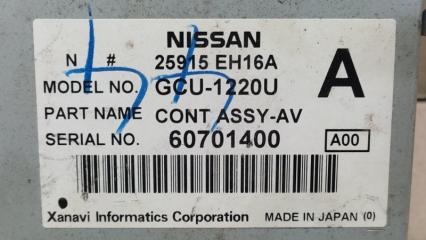 NISSAN
N # 25915 EH16A
MODEL NO. GCU-1220U A
PART NAME CONT ASSY-AV
SERIAL NO. 60701400 A00
Xanavi Informatics Corporation MADE IN JAPAN (0)